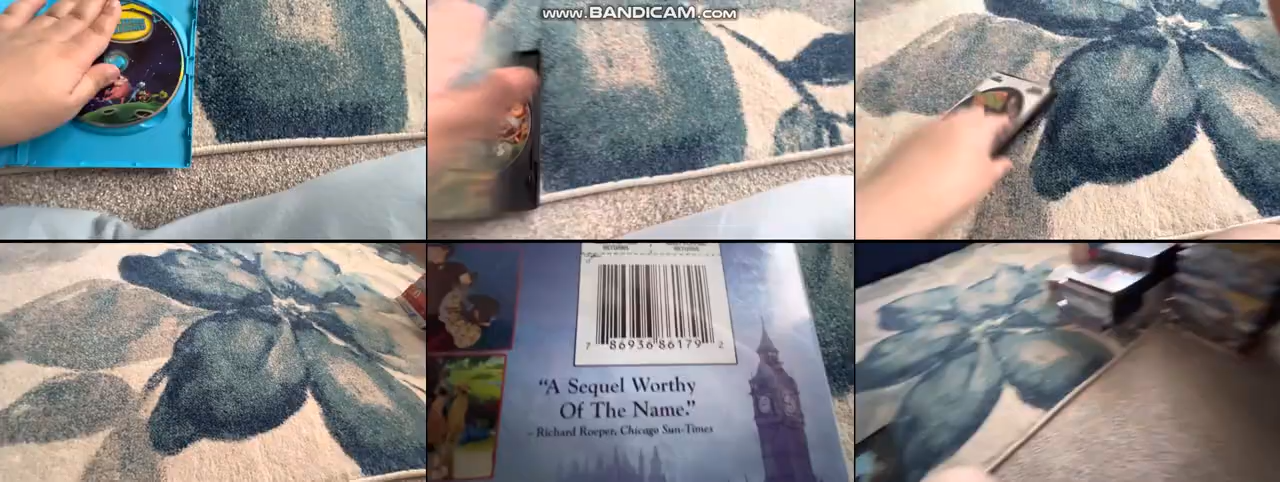 www.BANDICAM.com
7 86936 86179 2
“A Sequel Worthy
Of The Name.”
– Richard Roeper, Chicago Sun-Times